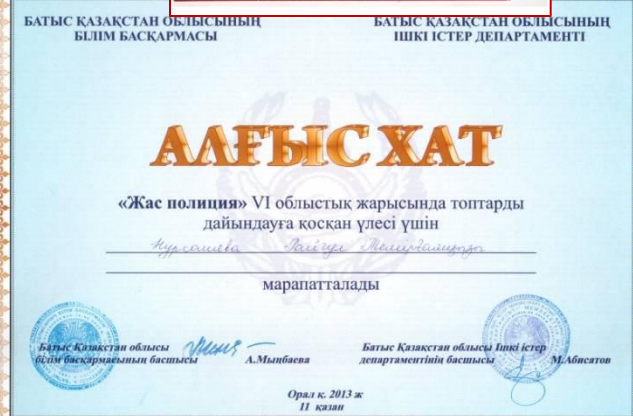 БАТЫС ҚАЗАҚСТАН ОБЛЫСЫНЫҢ
БІЛІМ БАСҚАРМАСЫ
БАТЫС ҚАЗАҚСТАН ОБЛЫСЫНЫҢ
ІШКІ ІСТЕР ДЕПАРТАМЕНТІ
АЛҒЫС ХАТ
«Жас полиция» VI облыстық жарысында топтарды
дайындауға қосқан үлесі үшін
марапатталады
Батыс Қазақстан облысы
білім басқармасының басшысы
А.Мыңбаева
Батыс Қазақстан облысы Ішкі істер
департаментінің басшысы
М.Абисатов
Орал қ. 2013 ж
11 қазан